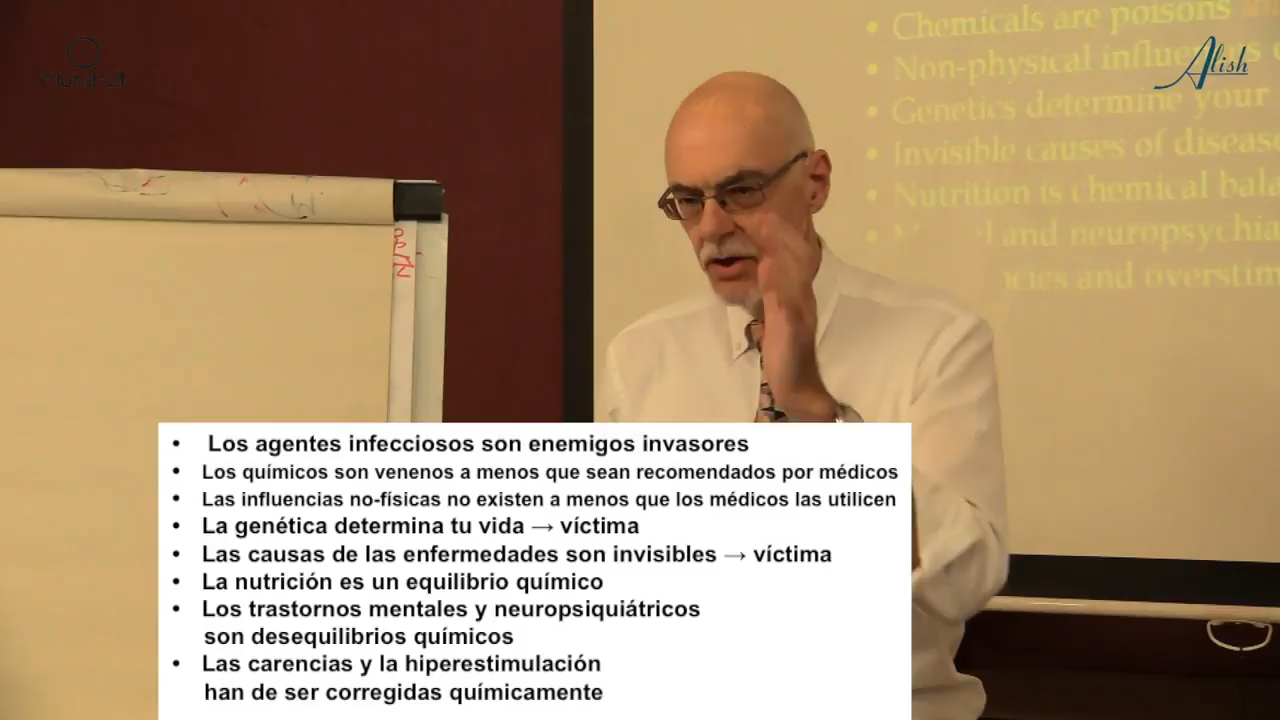 Plural-21
Alish
• Chemicals are poisons
• Non-physical
• Genetics determine your
• Invisible causes of disease
• Nutrition is chemical
• and
and overstim
• Los agentes infecciosos son enemigos invasores
• Los químicos son venenos a menos que sean recomendados por médicos
• Las influencias no-físicas no existen a menos que los médicos las utilicen
• La genética determina tu vida → víctima
• Las causas de las enfermedades son invisibles → víctima
• La nutrición es un equilibrio químico
• Los trastornos mentales y neuropsiquiátricos
son desequilibrios químicos
• Las carencias y la hiperestimulación
han de ser corregidas químicamente